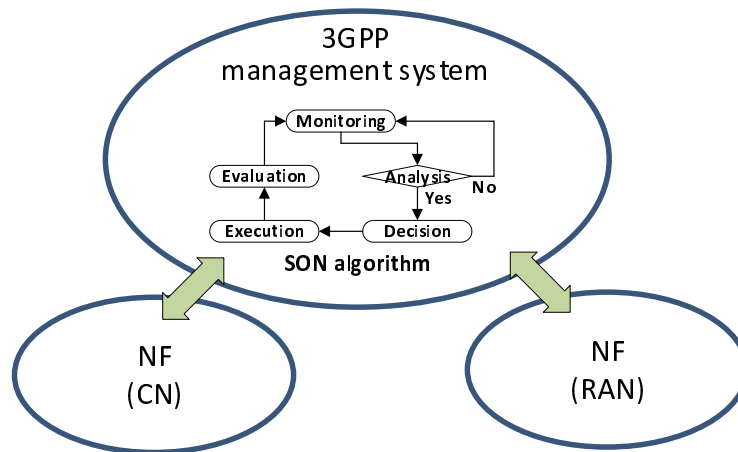 3GPP
management system
Monitoring
Evaluation
Analysis
No
Yes
Execution
Decision
SON algorithm
NF
(CN)
NF
(RAN)